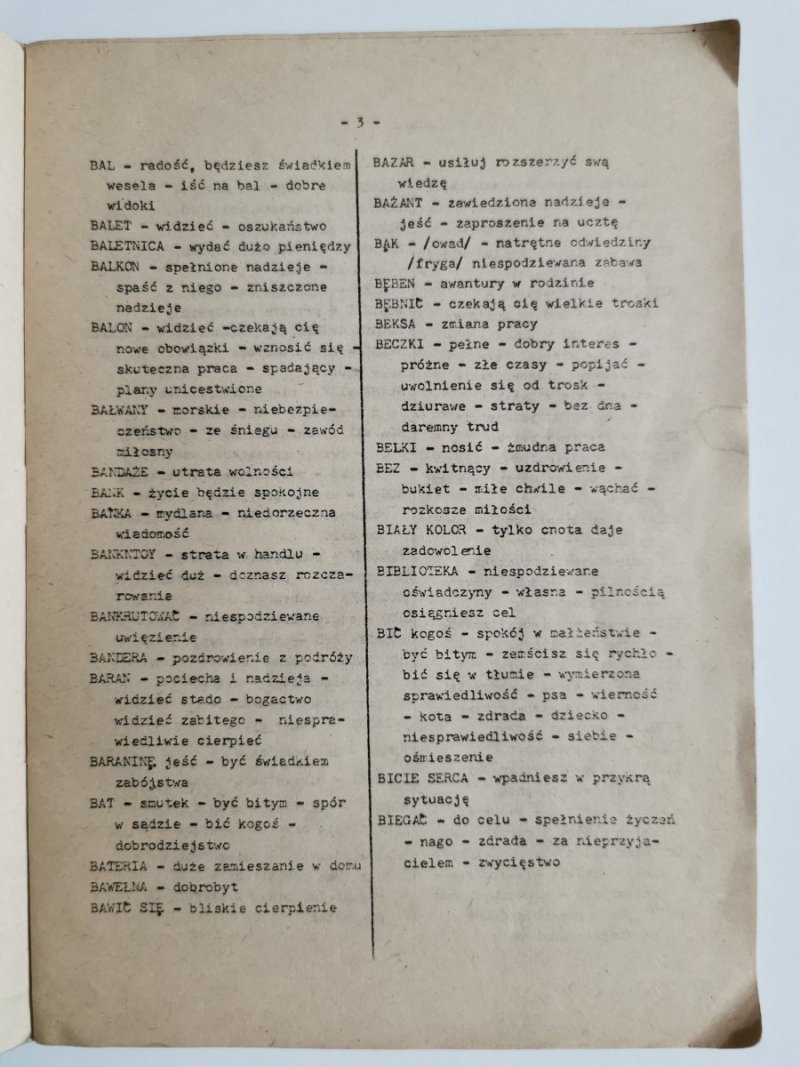 - 3 -
BAL - radość, będziesz świadkiem
wesela - iść na bal - dobre
widoki
BALET - widzieć - oszukaństwo
BALETNICA - wydać dużo pieniędzy
BALKON - spełnione nadzieje -
spaść z niego - zniszczone
nadzieje
BALON - widzieć -czekają cię
nowe obowiązki - wznosić się -
skuteczna praca - spadający -
plany unicestwione
BAŁWANY - morskie - niebezpie-
czeństwo - ze śniegu - zawód
miłosny
BANDAŻE - utrata wolności
BANK - życie będzie spokojne
BAŃKA - mydlana - niedorzeczna
wiadomość
BANKNTOY - strata w handlu -
widzieć duż - doznasz rozcza-
rowania
BANKRUTOWAĆ - niespodziewane
uwięzienie
BANDERA - pozdrowienie z podróży
BARAN - pociecha i nadzieja -
widzieć stado - bogactwo
widzieć zabitego - niespra-
wiedliwie cierpieć
BARANINĘ jeść - być świadkiem
zabójstwa
BAT - smutek - być bitym - spór
w sądzie - bić kogoś -
dobrodziejstwo
BATERIA - duże zamieszanie w domu
BAWEŁNA - dobrobyt
BAWIĆ SIĘ - bliskie cierpienie
BAZAR - usiłuj rozszerzyć swą
wiedzę
BAŻANT - zawiedziona nadzieje -
jeść - zaproszenie na ucztę
BĄK - /owad/ - natrętne odwiedziny
/fryga/ niespodziewana zabawa
BĘBEN - awantury w rodzinie
BĘBNIĆ - czekają cię wielkie troski
BEKSA - zmiana pracy
BECZKI - pełne - dobry interes -
próżne - złe czasy - popijać -
uwolnienie się od trosk -
dziurawe - straty - bez dna -
daremny trud
BELKI - nosić - żmudna praca
BEZ - kwitnący - uzdrowienie -
bukiet - miłe chwile - wąchać -
rozkosze miłości
BIAŁY KOLOR - tylko cnota daje
zadowolenie
BIBLIOTEKA - niespodziewane
oświadczyny - własna - pilnością
osiągniesz cel
BIĆ kogoś - spokój w małżeństwie -
być bitym - zemścisz się rychło -
bić się w tłumie - wymierzona
sprawiedliwość - psa - wierność
- kota - zdrada - dziecko -
niesprawiedliwość - siebie -
ośmieszenie
BICIE SERCA - wpadniesz w przykrą
sytuację
BIEGAĆ - do celu - spełnienie życzeń
- nago - zdrada - za nieprzyja-
cielem - zwycięstwo